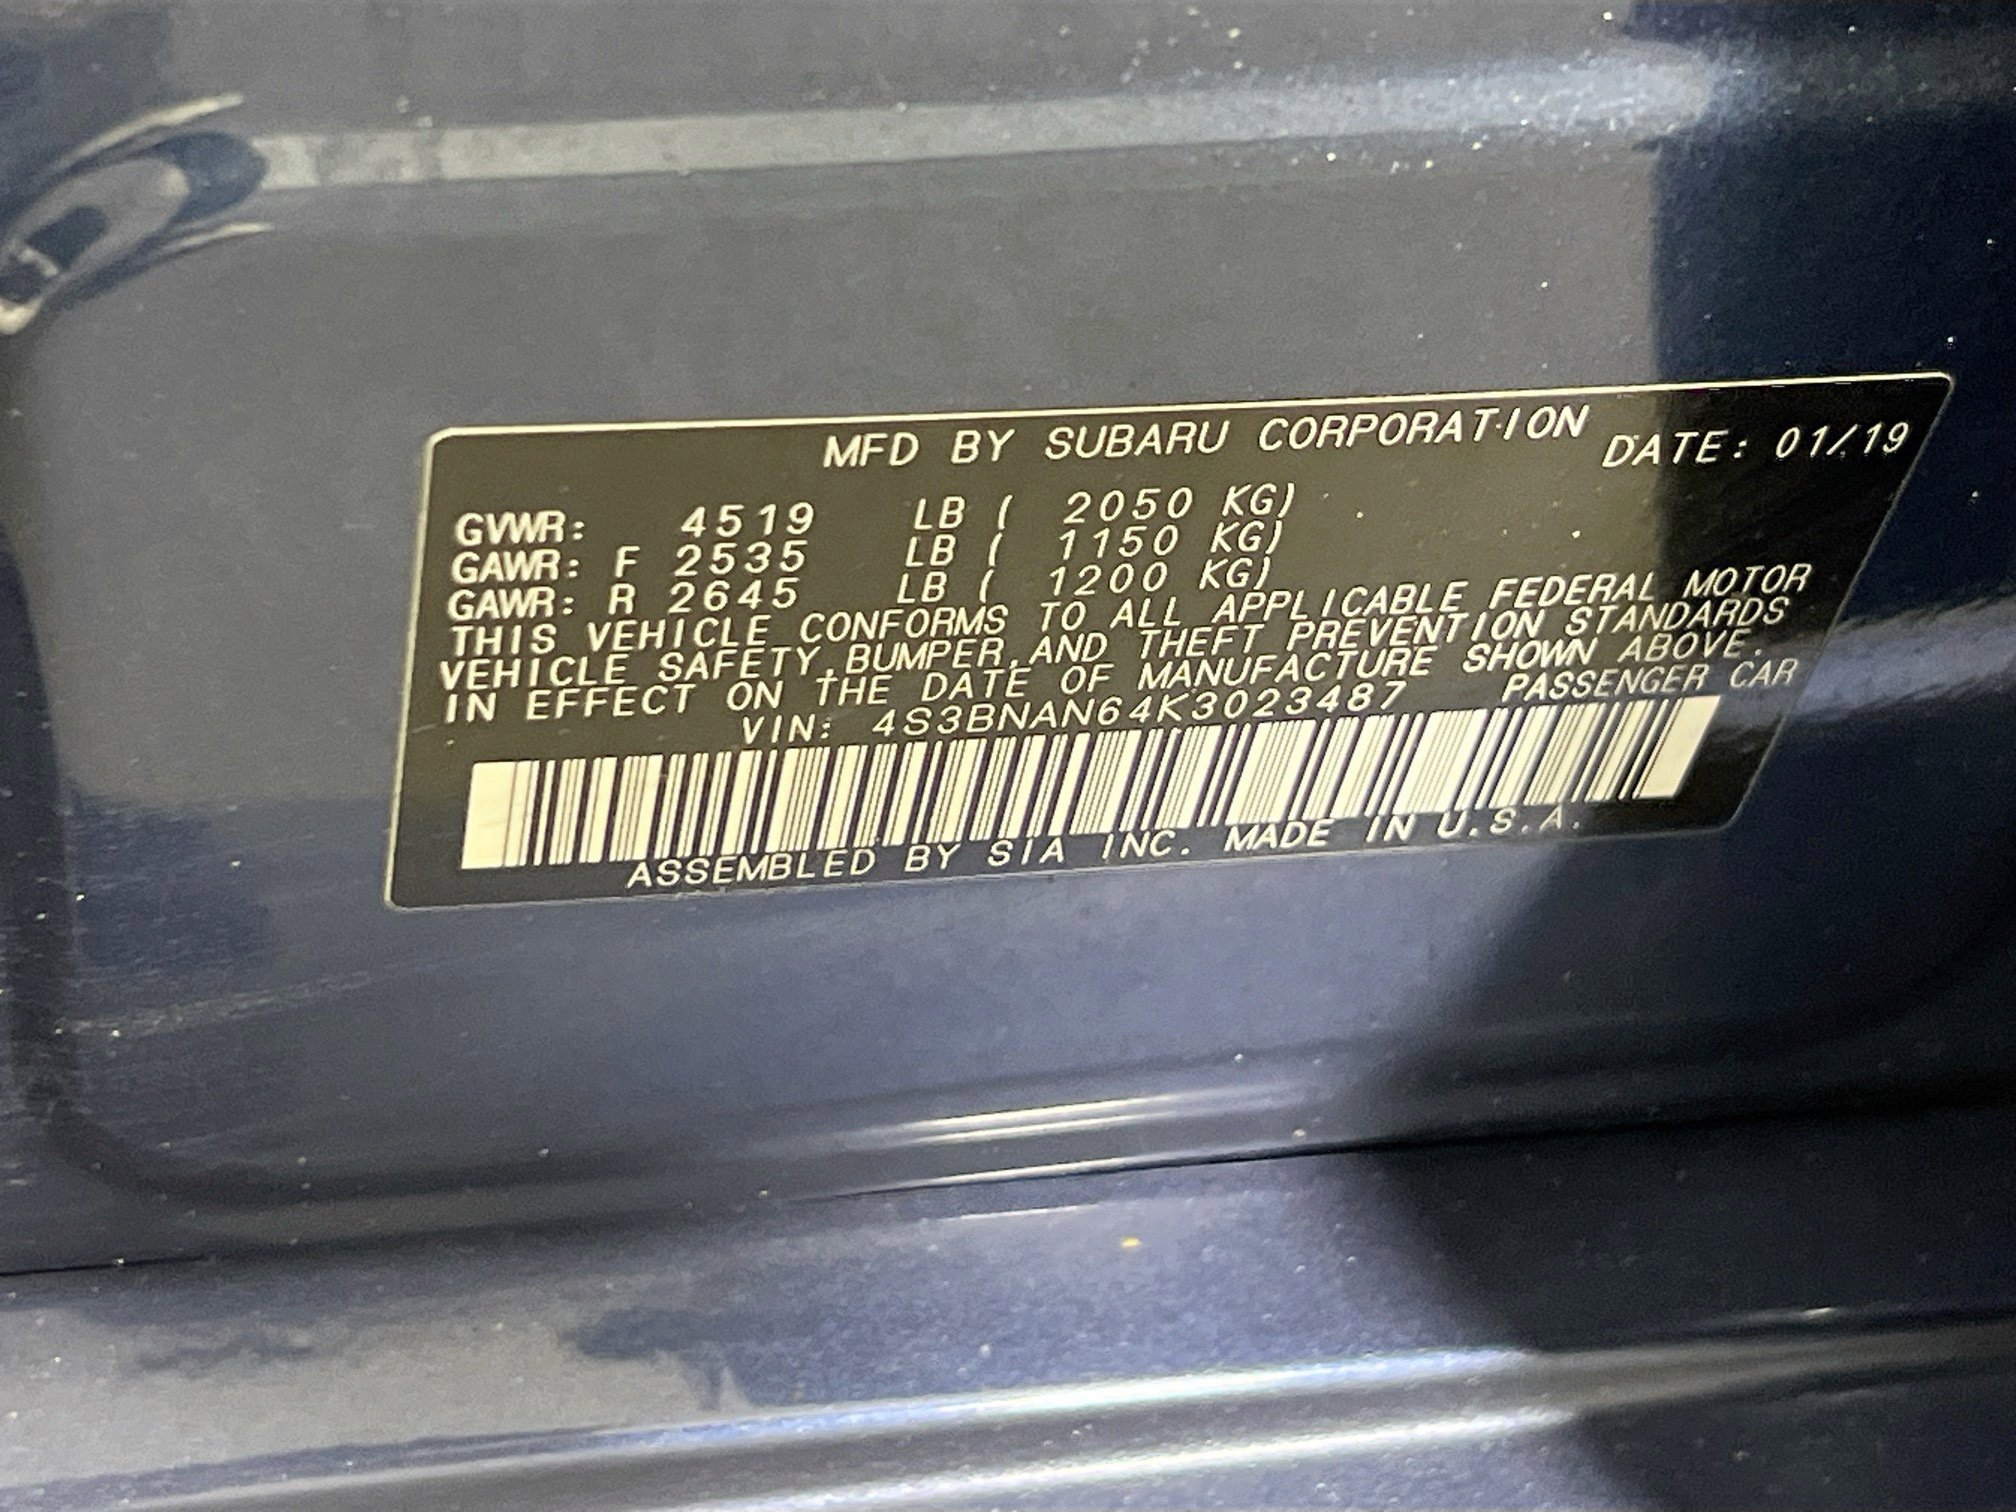 MFD BY SUBARU CORPORATION DATE: 01/19
GVWR: 4519 LB ( 2050 KG)
GAWR: F 2535 LB ( 1150 KG)
GAWR: R 2645 LB ( 1200 KG)
THIS VEHICLE CONFORMS TO ALL APPLICABLE FEDERAL MOTOR
VEHICLE SAFETY,BUMPER,AND THEFT PREVENTION STANDARDS
IN EFFECT ON THE DATE OF MANUFACTURE SHOWN ABOVE.
VIN: 4S3BNAN64K3023487 PASSENGER CAR
ASSEMBLED BY SIA INC. MADE IN U.S.A.